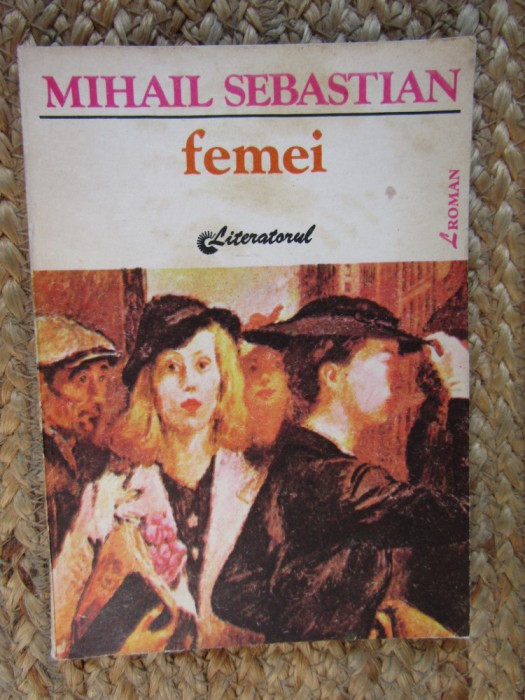 MIHAIL SEBASTIAN
femei
Literatorul
L ROMAN